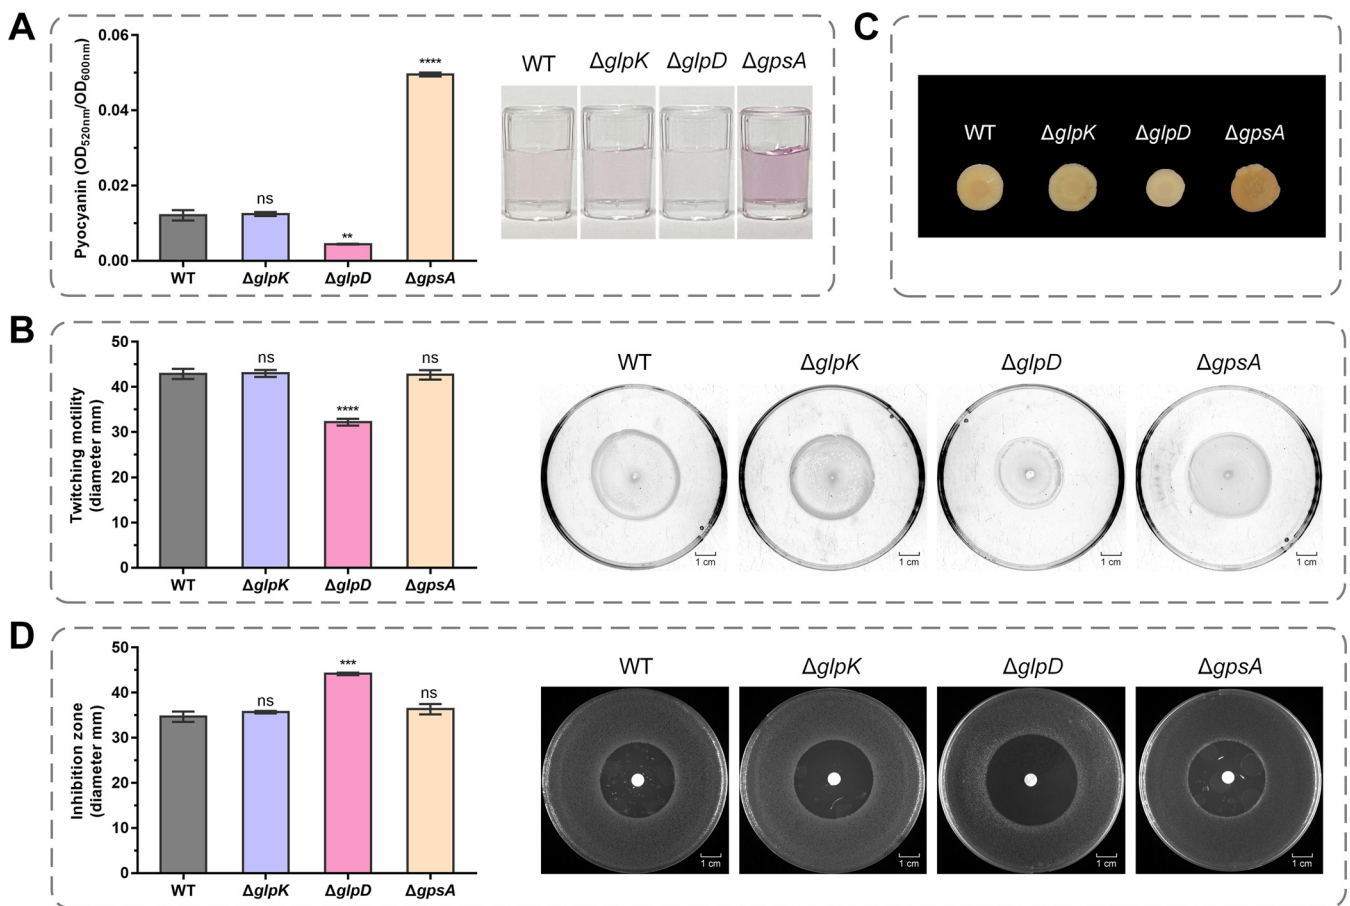 A
Pyocyanin (OD520nm/OD600nm)
0.06
0.04
0.02
0.00
ns
**
****
WT
ΔglpK
ΔglpD
ΔgpsA
WT
ΔglpK
ΔglpD
ΔgpsA
C
WT
ΔglpK
ΔglpD
ΔgpsA
B
Twitching motility
(diameter mm)
50
40
30
20
10
0
ns
****
ns
WT
ΔglpK
ΔglpD
ΔgpsA
WT
ΔglpK
ΔglpD
ΔgpsA
1 cm
1 cm
1 cm
1 cm
D
Inhibition zone
(diameter mm)
50
40
30
20
10
0
ns
***
ns
WT
ΔglpK
ΔglpD
ΔgpsA
WT
ΔglpK
ΔglpD
ΔgpsA
1 cm
1 cm
1 cm
1 cm